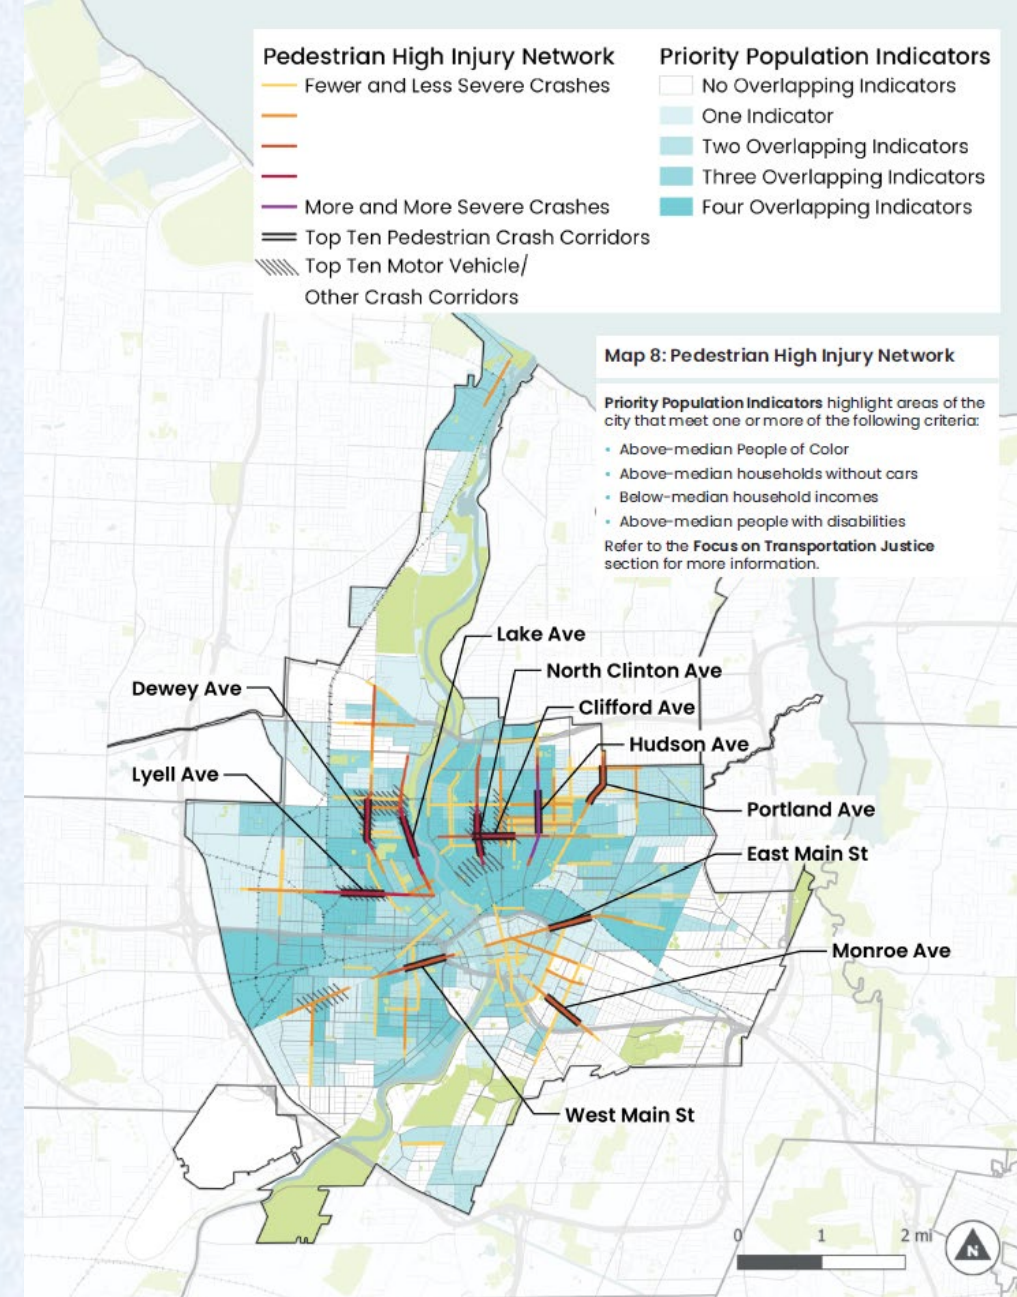 Pedestrian High Injury Network
Fewer and Less Severe Crashes
More and More Severe Crashes
Top Ten Pedestrian Crash Corridors
Top Ten Motor Vehicle/
Other Crash Corridors
Priority Population Indicators
No Overlapping Indicators
One Indicator
Two Overlapping Indicators
Three Overlapping Indicators
Four Overlapping Indicators
Map 8: Pedestrian High Injury Network
Priority Population Indicators highlight areas of the
city that meet one or more of the following criteria:
• Above-median People of Color
• Above-median households without cars
• Below-median household incomes
• Above-median people with disabilities
Refer to the Focus on Transportation Justice
section for more information.
Lake Ave
North Clinton Ave
Dewey Ave
Clifford Ave
Hudson Ave
Lyell Ave
Portland Ave
East Main St
Monroe Ave
West Main St
0 1 2 mi
N